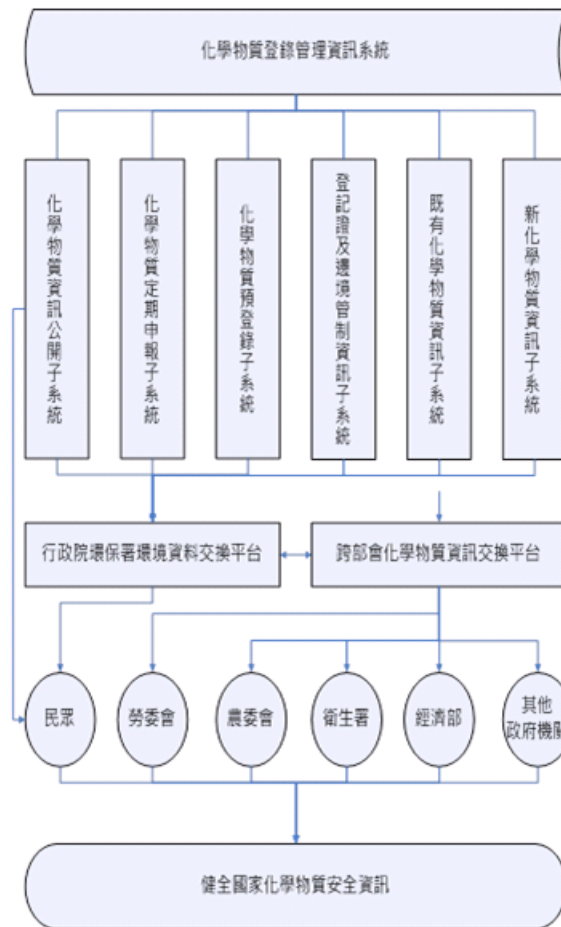 化學物質登錄管理資訊系統
化學物質資訊公開子系統
化學物質定期申報子系統
化學物質預登錄子系統
登記證及邊境管制資訊子系統
既有化學物質資訊子系統
新化學物質資訊子系統
行政院環保署環境資料交換平台
跨部會化學物質資訊交換平台
民眾
勞委會
農委會
衛生署
經濟部
其他
政府機關
健全國家化學物質安全資訊